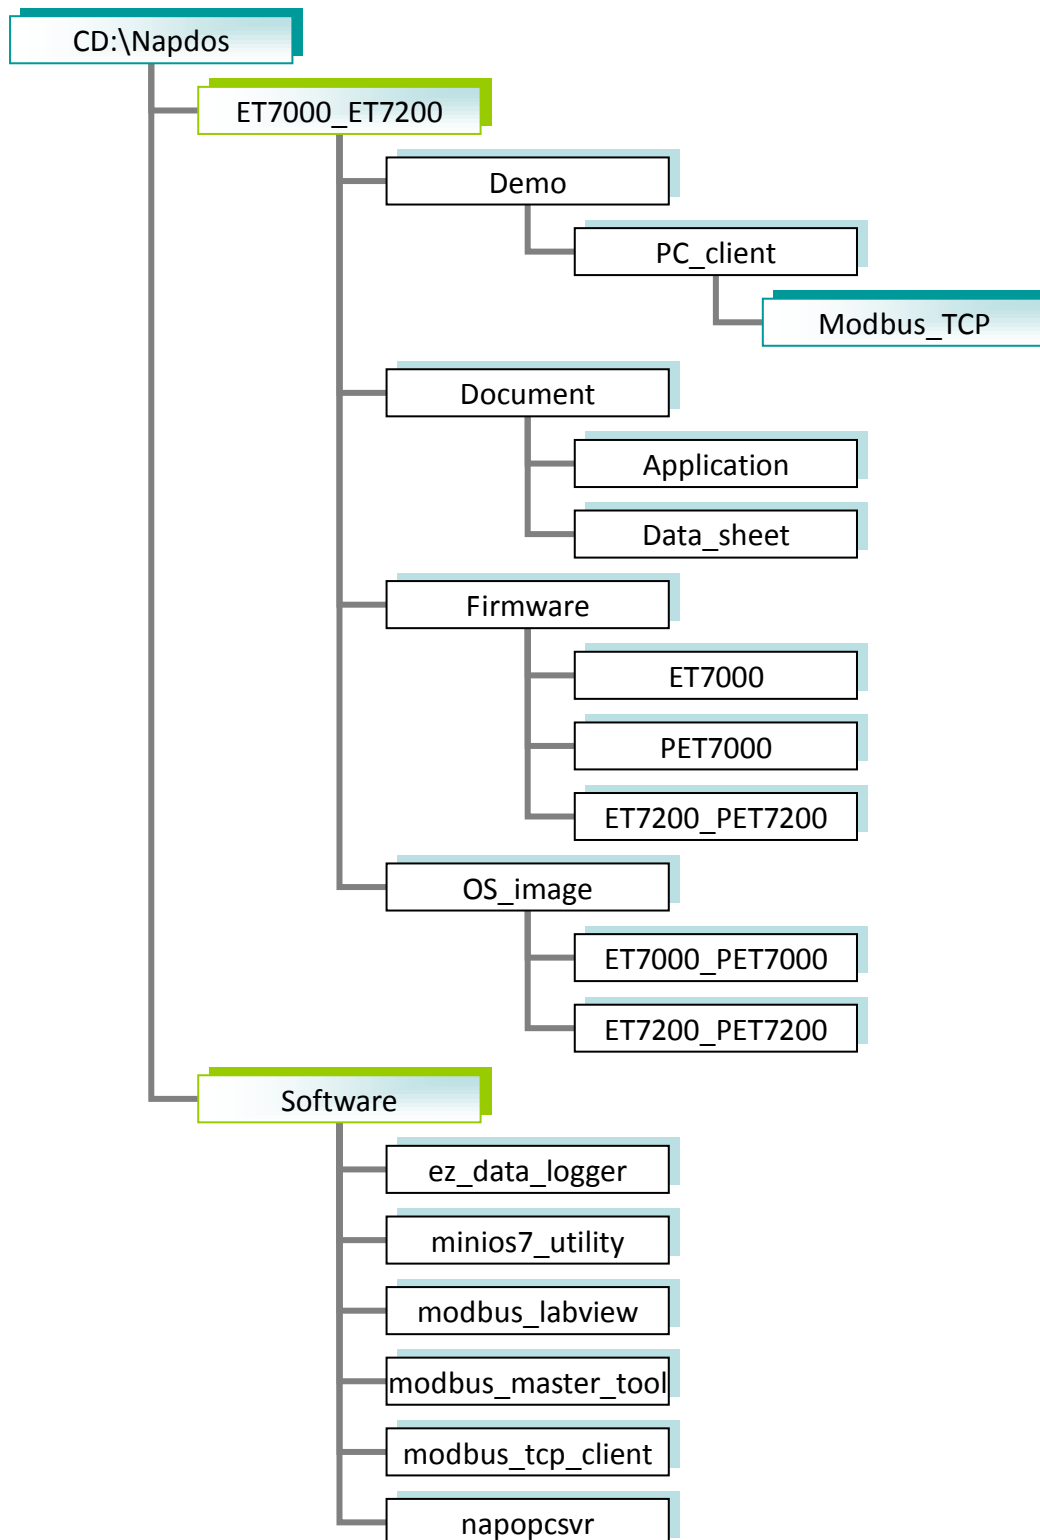 CD:\Napdos
ET7000_ET7200
Demo
PC_client
Modbus_TCP
Document
Application
Data_sheet
Firmware
ET7000
PET7000
ET7200_PET7200
OS_image
ET7000_PET7000
ET7200_PET7200
Software
ez_data_logger
minios7_utility
modbus_labview
modbus_master_tool
modbus_tcp_client
napopcsvr